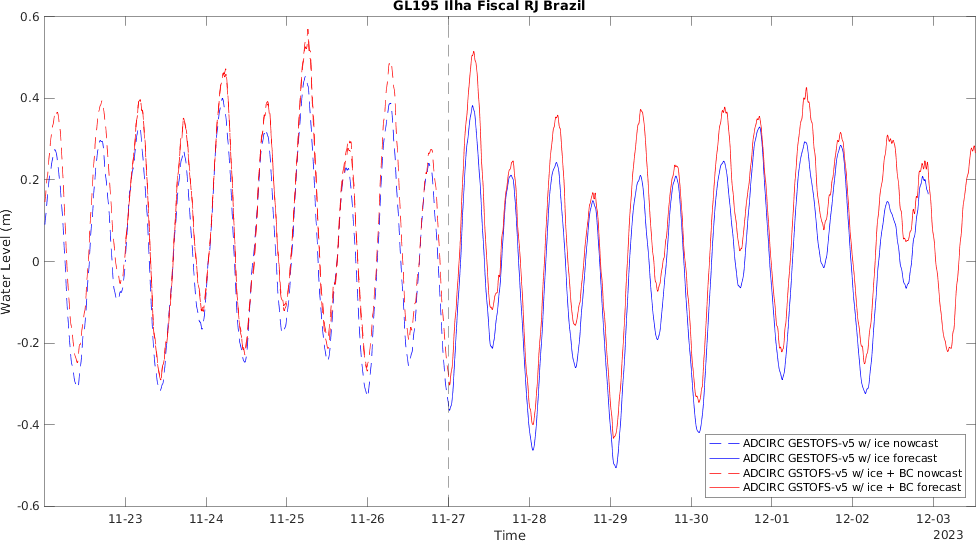 GL195 Ilha Fiscal RJ Brazil
0.6
0.4
0.2
0
-0.2
-0.4
-0.6
Water Level (m)
ADCIRC GESTOFS-v5 w/ ice nowcast
ADCIRC GESTOFS-v5 w/ ice forecast
ADCIRC GSTOFS-v5 w/ ice + BC nowcast
ADCIRC GSTOFS-v5 w/ ice + BC forecast
11-23 11-24 11-25 11-26 11-27 11-28 11-29 11-30 12-01 12-02 12-03
Time
2023